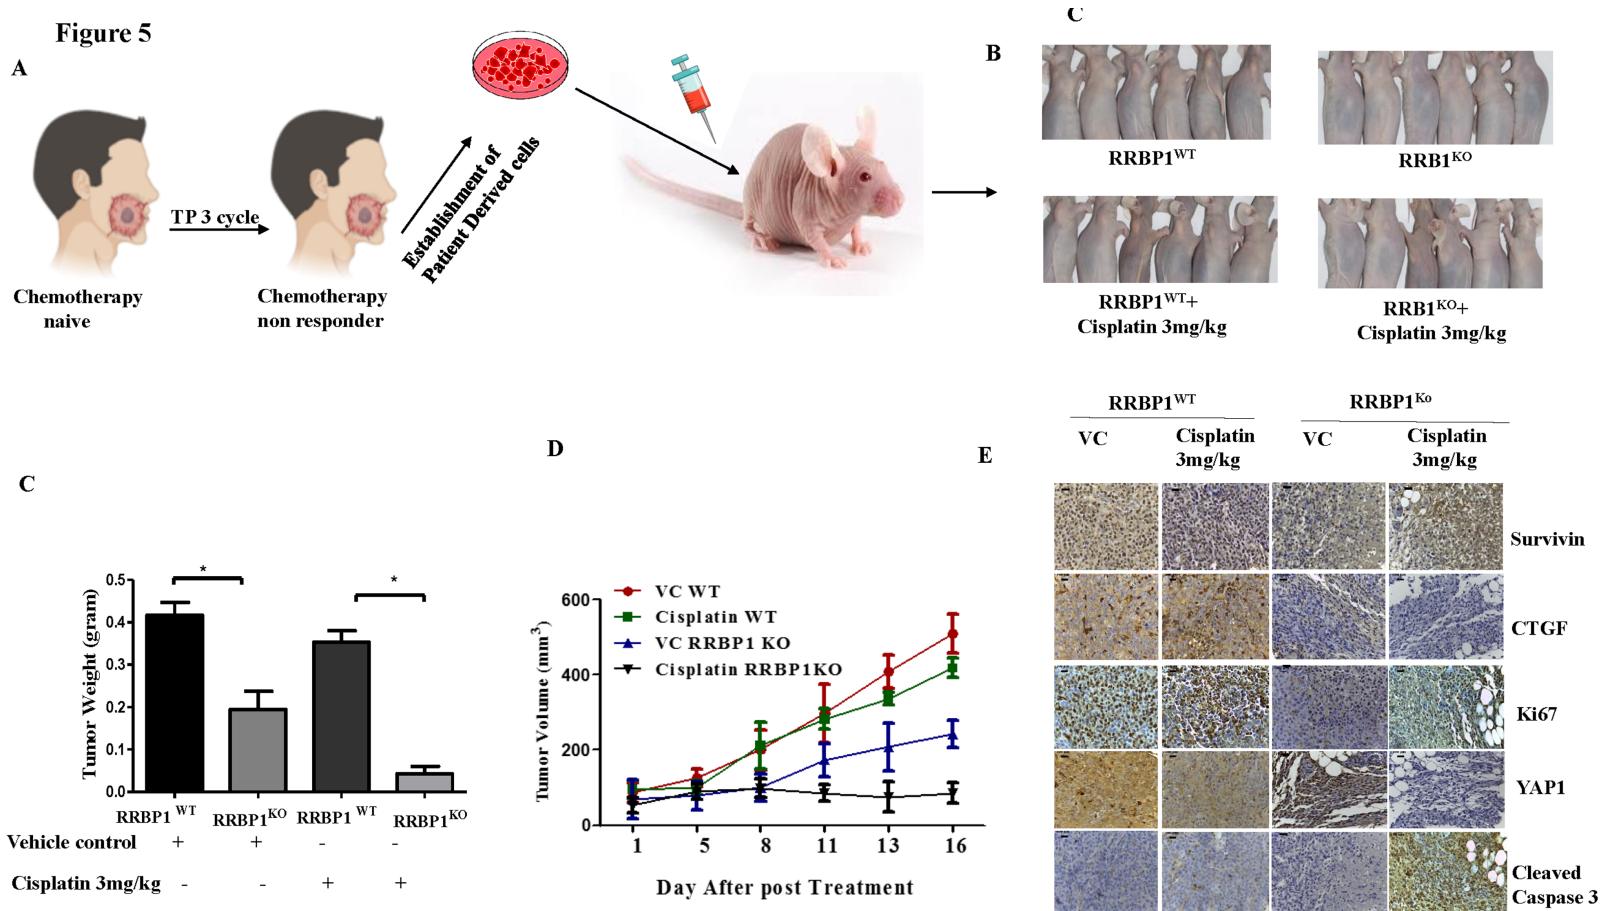 Figure 5
A
TP 3 cycle
Chemotherapy
naive
Chemotherapy
non responder
Establishment of
Patient Derived cells
B
C
RRBP1WT
RRB1KO
RRBP1WT+
Cisplatin 3mg/kg
RRB1KO+
Cisplatin 3mg/kg
C
Tumor Weight (gram)
0.5
0.4
0.3
0.2
0.1
0.0
*
*
RRBP1 WT
RRBP1KO
RRBP1 WT
RRBP1KO
Vehicle control + + - -
Cisplatin 3mg/kg - - + +
D
VC WT
Cisplatin WT
VC RRBP1 KO
Cisplatin RRBP1KO
Tumor Volume (mm3)
600
400
200
0
1 5 8 11 13 16
Day After post Treatment
E
RRBP1WT
RRBP1Ko
VC
Cisplatin
3mg/kg
VC
Cisplatin
3mg/kg
Survivin
CTGF
Ki67
YAP1
Cleaved
Caspase 3